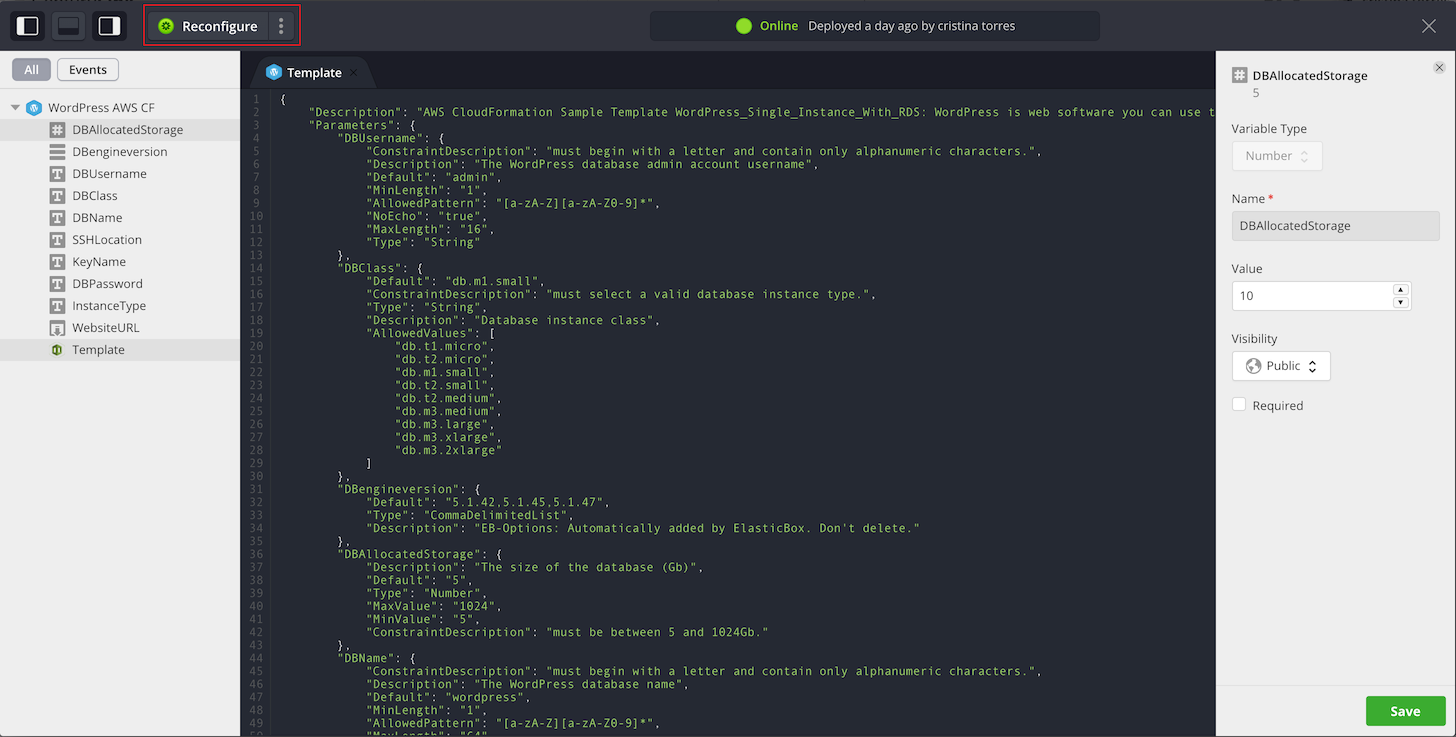 Reconfigure
Online Deployed a day ago by cristina torres
All Events
WordPress AWS CF
DBAllocatedStorage
DBengineversion
DBUsername
DBClass
DBName
SSHLocation
KeyName
DBPassword
InstanceType
WebsiteURL
Template
Template
1 {
2 "Description": "AWS CloudFormation Sample Template WordPress_Single_Instance_With_RDS: WordPress is web software you can use t
3 "Parameters": {
4 "DBUsername": {
5 "ConstraintDescription": "must begin with a letter and contain only alphanumeric characters.",
6 "Description": "The WordPress database admin account username",
7 "Default": "admin",
8 "MinLength": "1",
9 "AllowedPattern": "[a-zA-Z][a-zA-Z0-9]*",
10 "NoEcho": "true",
11 "MaxLength": "16",
12 "Type": "String"
13 },
14 "DBClass": {
15 "Default": "db.m1.small",
16 "ConstraintDescription": "must select a valid database instance type.",
17 "Type": "String",
18 "Description": "Database instance class",
19 "AllowedValues": [
20 "db.t1.micro",
21 "db.t2.micro",
22 "db.m1.small",
23 "db.t2.small",
24 "db.t2.medium",
25 "db.m3.medium",
26 "db.m3.large",
27 "db.m3.xlarge",
28 "db.m3.2xlarge"
29 ]
30 },
31 "DBengineversion": {
32 "Default": "5.1.42,5.1.45,5.1.47",
33 "Type": "CommaDelimitedList",
34 "Description": "EB-Options: Automatically added by ElasticBox. Don't delete."
35 },
36 "DBAllocatedStorage": {
37 "Description": "The size of the database (Gb)",
38 "Default": "5",
39 "Type": "Number",
40 "MaxValue": "1024",
41 "MinValue": "5",
42 "ConstraintDescription": "must be between 5 and 1024Gb."
43 },
44 "DBName": {
45 "ConstraintDescription": "must begin with a letter and contain only alphanumeric characters.",
46 "Description": "The WordPress database name",
47 "Default": "wordpress",
48 "MinLength": "1",
49 "AllowedPattern": "[a-zA-Z][a-zA-Z0-9]*",
50 "MaxLength": "64",
DBAllocatedStorage
5
Variable Type
Number
Name *
DBAllocatedStorage
Value
10
Visibility
Public
Required
Save